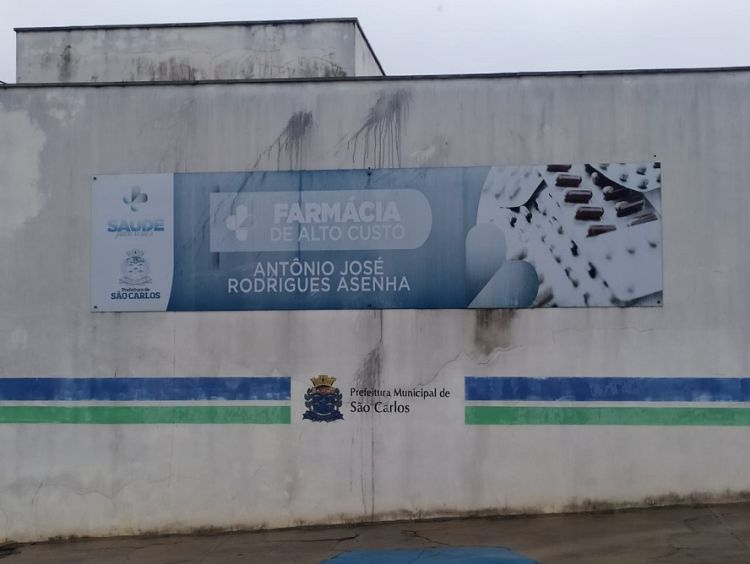 SAÚDE
FARMÁCIA
DE ALTO CUSTO
Prefeitura de
SÃO CARLOS
ANTÔNIO JOSÉ
RODRIGUES ASENHA
Prefeitura Municipal de
São Carlos